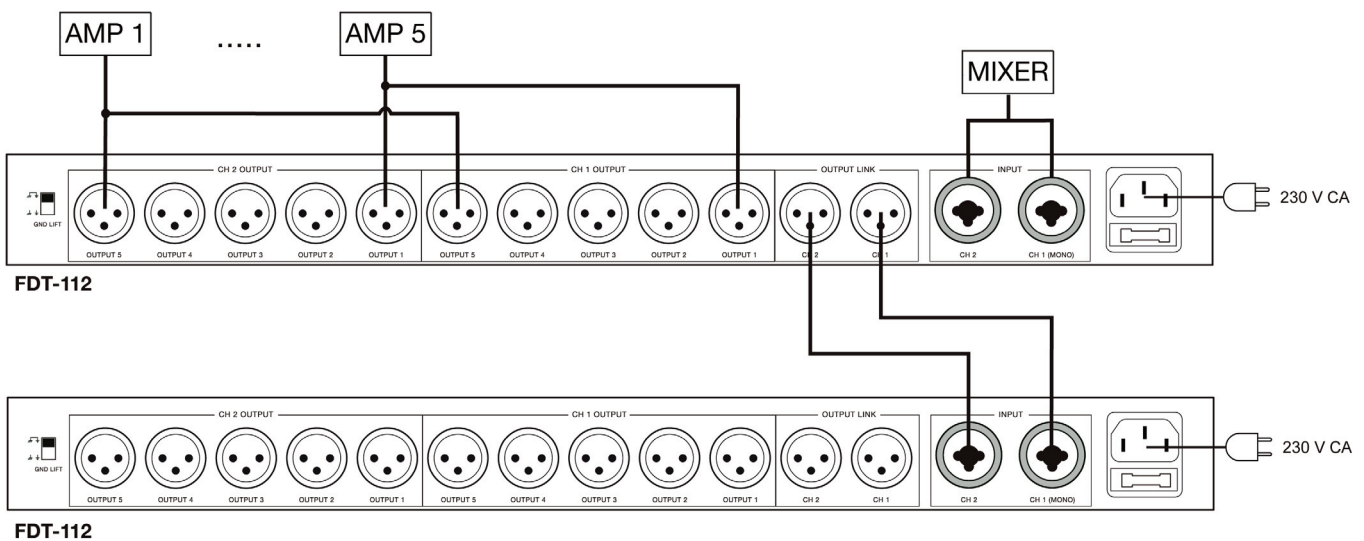 AMP 1 ..... AMP 5
MIXER
CH 2 OUTPUT CH 1 OUTPUT OUTPUT LINK INPUT
GND LIFT
OUTPUT 5 OUTPUT 4 OUTPUT 3 OUTPUT 2 OUTPUT 1 OUTPUT 5 OUTPUT 4 OUTPUT 3 OUTPUT 2 OUTPUT 1 CH 2 CH 1 CH 2 CH 1 (MONO)
230 V CA
FDT-112
CH 2 OUTPUT CH 1 OUTPUT OUTPUT LINK INPUT
GND LIFT
OUTPUT 5 OUTPUT 4 OUTPUT 3 OUTPUT 2 OUTPUT 1 OUTPUT 5 OUTPUT 4 OUTPUT 3 OUTPUT 2 OUTPUT 1 CH 2 CH 1 CH 2 CH 1 (MONO)
230 V CA
FDT-112